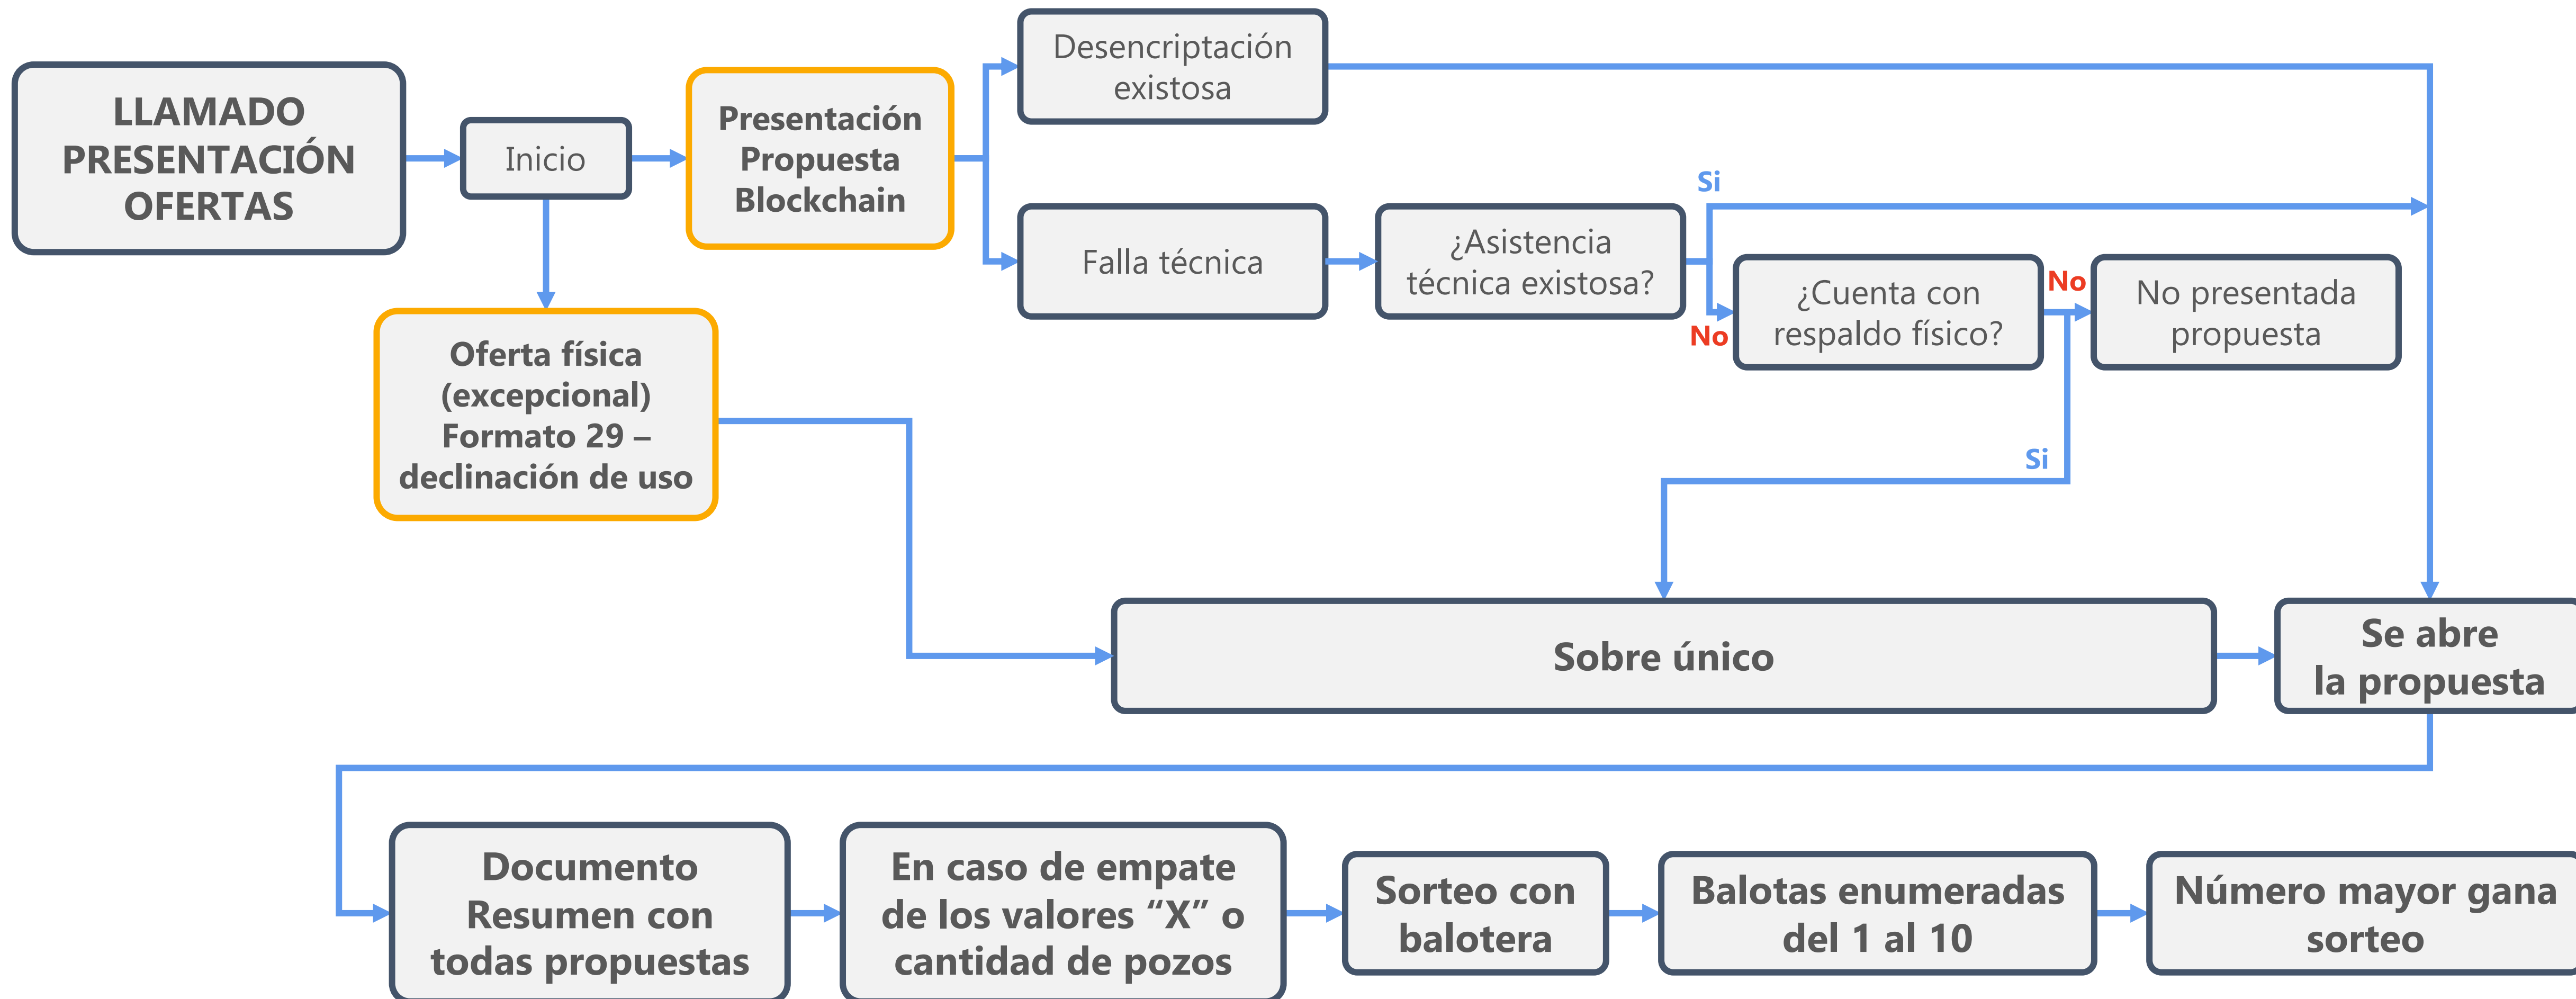 LLAMADO
PRESENTACIÓN
OFERTAS
Inicio
Presentación
Propuesta
Blockchain
Desencriptación
existosa
Falla técnica
¿Asistencia
técnica existosa?
Si
No
¿Cuenta con
respaldo físico?
No
No presentada
propuesta
Si
Oferta física
(excepcional)
Formato 29 –
declinación de uso
Sobre único
Se abre
la propuesta
Documento
Resumen con
todas propuestas
En caso de empate
de los valores “X” o
cantidad de pozos
Sorteo con
balotera
Balotas enumeradas
del 1 al 10
Número mayor gana
sorteo